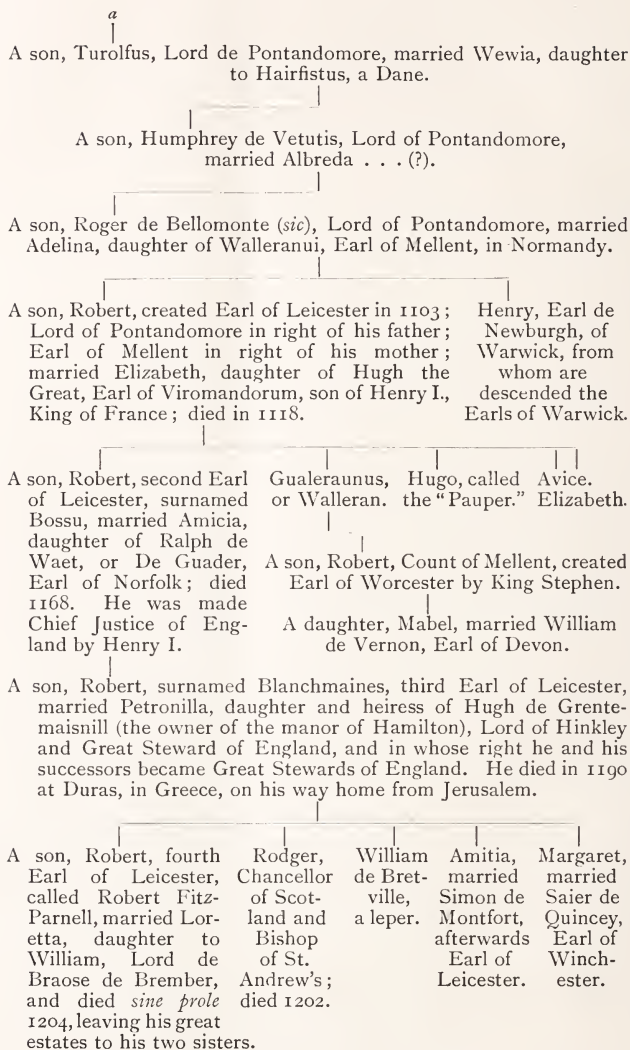 a
A son, Turolfus, Lord de Pontandomore, married Wewia, daughter
to Hairfistus, a Dane.
A son, Humphrey de Vetutis, Lord of Pontandomore,
married Albreda . . . (?).
A son, Roger de Bellomonte (sic), Lord of Pontandomore, married
Adelina, daughter of Walleranui, Earl of Mellent, in Normandy.
A son, Robert, created Earl of Leicester in 1103;
Lord of Pontandomore in right of his father;
Earl of Mellent in right of his mother;
married Elizabeth, daughter of Hugh the
Great, Earl of Viromandorum, son of Henry I.,
King of France; died in 1118.
Henry, Earl de
Newburgh, of
Warwick, from
whom are
descended the
Earls of Warwick.
A son, Robert, second Earl
of Leicester, surnamed
Bossu, married Amicia,
daughter of Ralph de
Waet, or De Guader,
Earl of Norfolk; died
1168. He was made
Chief Justice of Eng-
land by Henry I.
Gualeraunus,
or Walleran.
Hugo, called
the "Pauper."
Avice.
Elizabeth.
A son, Robert, Count of Mellent, created
Earl of Worcester by King Stephen.
A daughter, Mabel, married William
de Vernon, Earl of Devon.
A son, Robert, surnamed Blanchmaines, third Earl of Leicester,
married Petronilla, daughter and heiress of Hugh de Grente-
maisnill (the owner of the manor of Hamilton), Lord of Hinkley
and Great Steward of England, and in whose right he and his
successors became Great Stewards of England. He died in 1190
at Duras, in Greece, on his way home from Jerusalem.
A son, Robert, fourth
Earl of Leicester,
called Robert Fitz-
Parnell, married Lor-
etta, daughter to
William, Lord de
Braose de Brember,
and died sine prole
1204, leaving his great
estates to his two sisters.
Rodger,
Chancellor
of Scot-
land and
Bishop
of St.
Andrew's;
died 1202.
William
de Bret-
ville,
a leper.
Amitia,
married
Simon de
Montfort,
afterwards
Earl of
Leicester.
Margaret,
married
Saier de
Quincey,
Earl of
Winch-
ester.